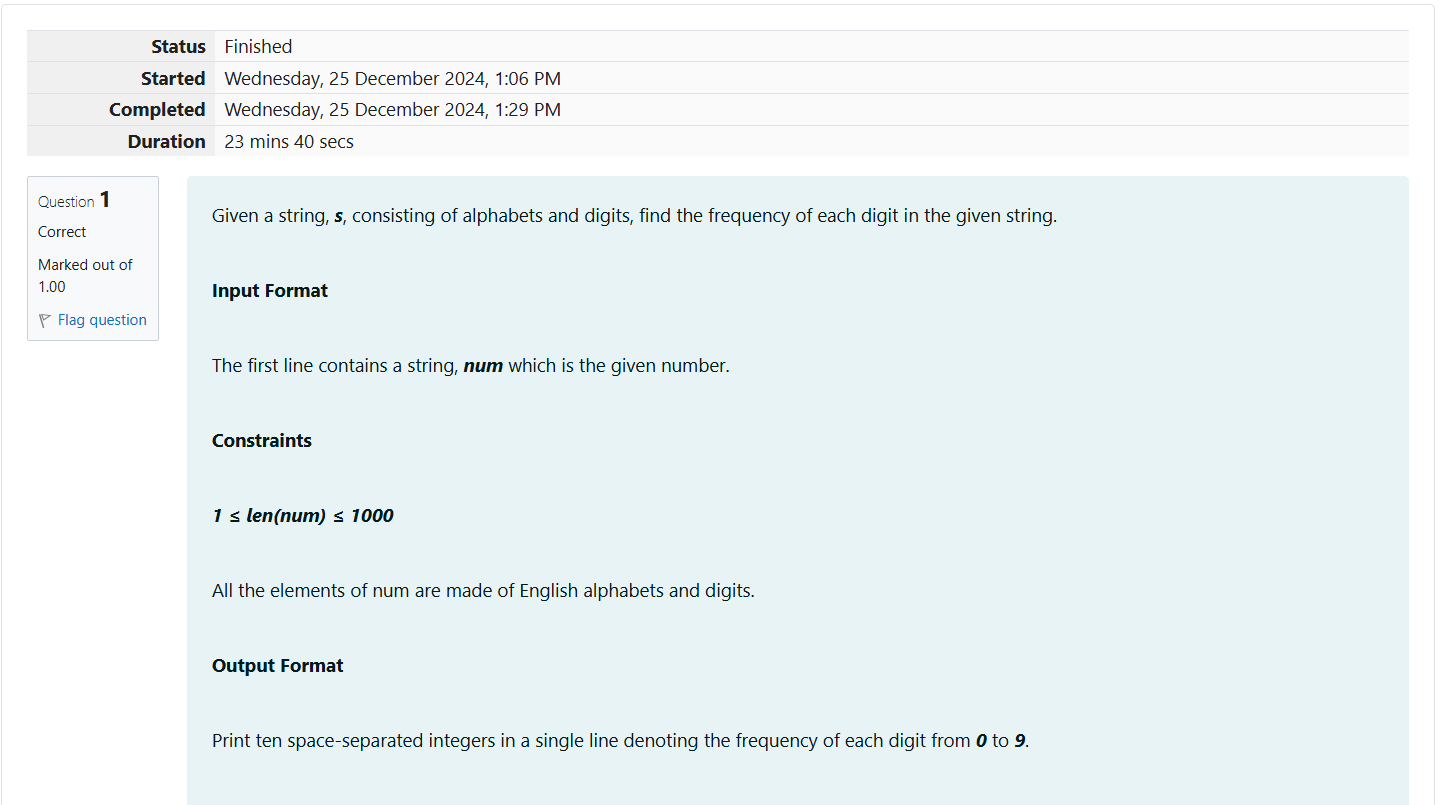 Status Finished
Started Wednesday, 25 December 2024, 1:06 PM
Completed Wednesday, 25 December 2024, 1:29 PM
Duration 23 mins 40 secs
Question 1
Correct
Marked out of
1.00
Flag question
Given a string, s, consisting of alphabets and digits, find the frequency of each digit in the given string.
Input Format
The first line contains a string, num which is the given number.
Constraints
1 ≤ len(num) ≤ 1000
All the elements of num are made of English alphabets and digits.
Output Format
Print ten space-separated integers in a single line denoting the frequency of each digit from 0 to 9.